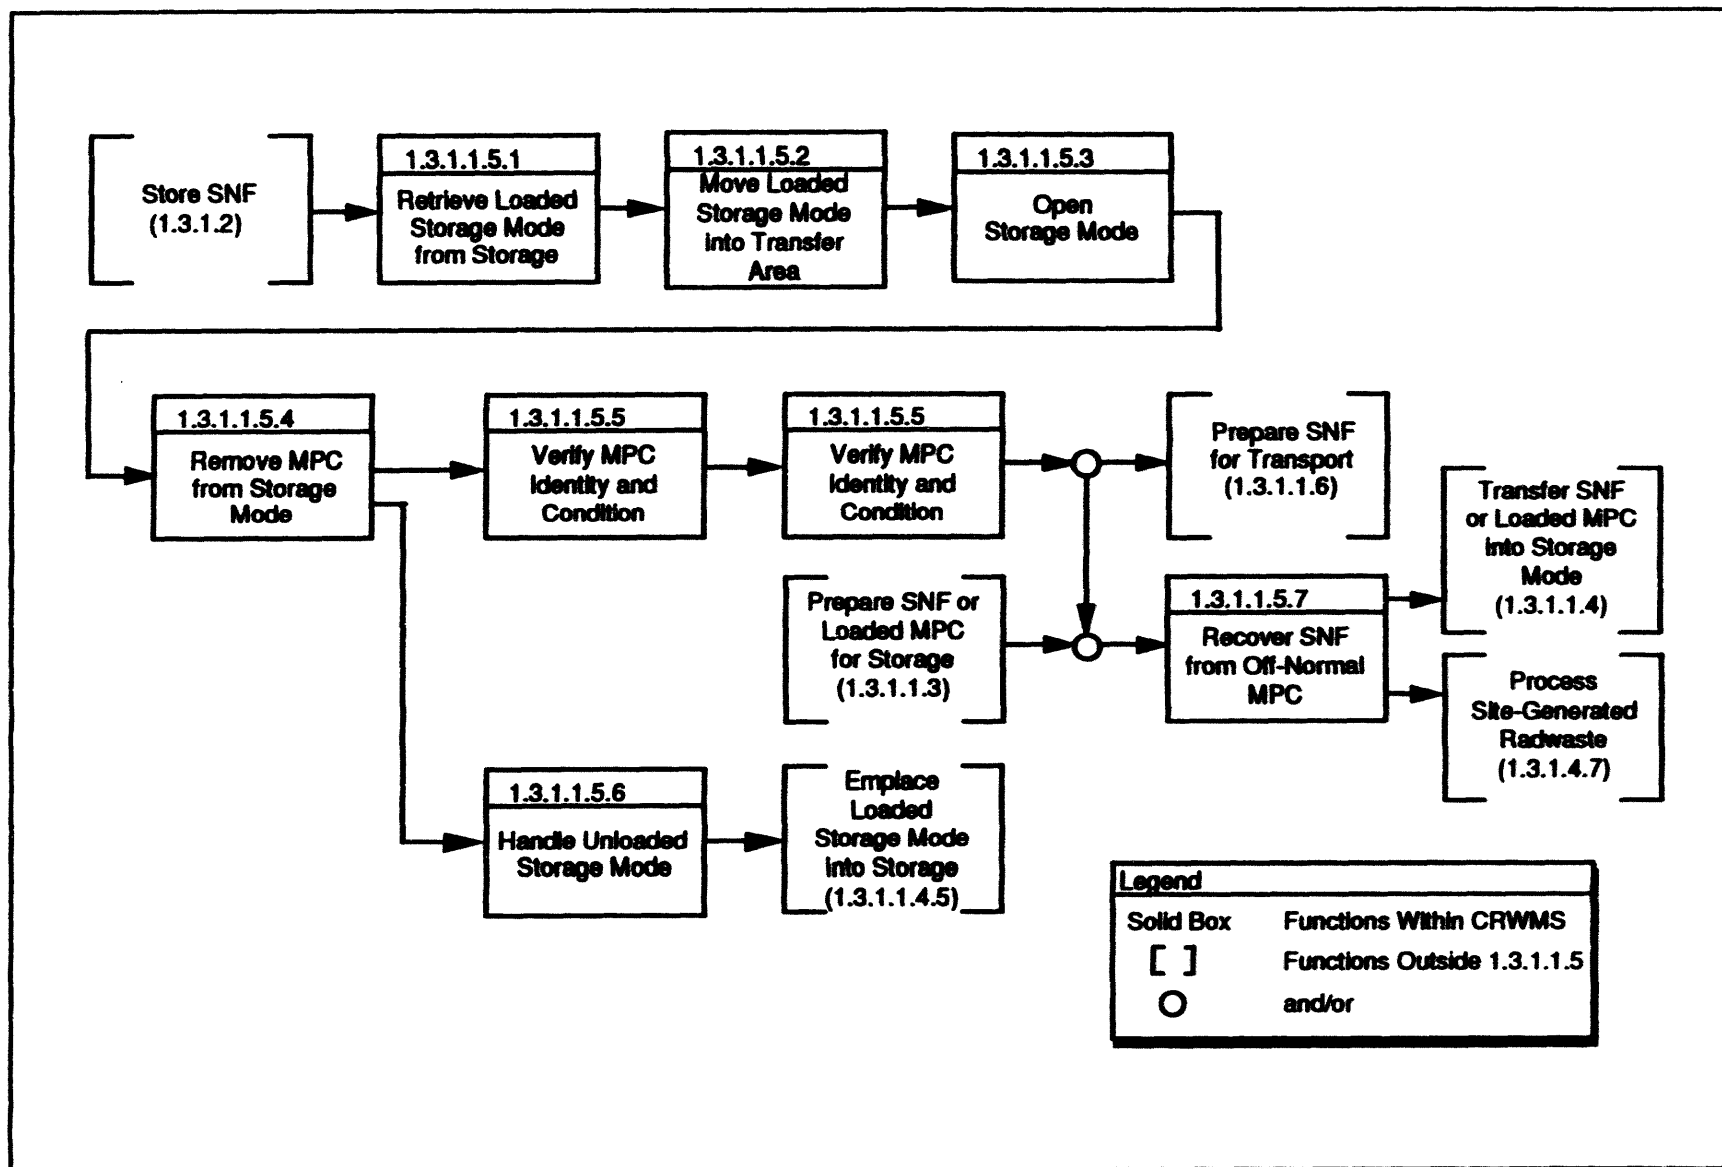 Store SNF
(1.3.1.2)
1.3.1.1.5.1
Retrieve Loaded
Storage Mode
from Storage
1.3.1.1.5.2
Move Loaded
Storage Mode
into Transfer
Area
1.3.1.1.5.3
Open
Storage Mode
1.3.1.1.5.4
Remove MPC
from Storage
Mode
1.3.1.1.5.5
Verify MPC
Identity and
Condition
1.3.1.1.5.5
Verify MPC
Identity and
Condition
Prepare SNF
for Transport
(1.3.1.1.6)
Transfer SNF
or Loaded MPC
into Storage
Mode
(1.3.1.1.4)
Prepare SNF or
Loaded MPC
for Storage
(1.3.1.1.3)
1.3.1.1.5.7
Recover SNF
from Off-Normal
MPC
Process
Site-Generated
Radwaste
(1.3.1.4.7)
1.3.1.1.5.6
Handle Unloaded
Storage Mode
Emplace
Loaded
Storage Mode
into Storage
(1.3.1.1.4.5)
Legend
Solid Box Functions Within CRWMS
[ ] Functions Outside 1.3.1.1.5
and/or